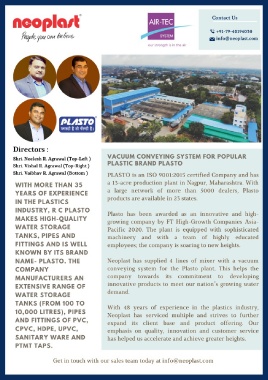 neoplast®
People, you can believe.
AIR-TEC
SYSTEM
our strength is in the air
Contact Us
+91-79-40196050
info@neoplast.com
PLASTO
Directors :
Shri. Neelesh R. Agrawal (Top-Left )
Shri. Vishal R. Agrawal (Top-Right )
Shri. Vaibhav R. Agrawal (Bottom )
WITH MORE THAN 35
YEARS OF EXPERIENCE
IN THE PLASTICS
INDUSTRY, R C PLASTO
MAKES HIGH-QUALITY
WATER STORAGE
TANKS, PIPES AND
FITTINGS AND IS WELL
KNOWN BY ITS BRAND
NAME- PLASTO. THE
COMPANY
MANUFACTURERS AN
EXTENSIVE RANGE OF
WATER STORAGE
TANKS (FROM 100 TO
10,000 LITRES), PIPES
AND FITTINGS OF PVC,
CPVC, HDPE, UPVC,
SANITARY WARE AND
PTMT TAPS.
VACUUM CONVEYING SYSTEM FOR POPULAR
PLASTIC BRAND PLASTO
PLASTO is an ISO 9001:2015 certified Company and has
a 15-acre production plant in Nagpur, Maharashtra. With
a large network of more than 9000 dealers, Plasto
products are available in 25 states.
Plasto has been awarded as an innovative and high-
growing company by FT High-Growth Companies Asia-
Pacific 2020. The plant is equipped with sophisticated
machinery and with a team of highly educated
employees; the company is soaring to new heights.
Neoplast has supplied 4 lines of mixer with a vacuum
conveying system for the Plasto plant. This helps the
company towards its commitment to developing
innovative products to meet our nation's growing water
demand.
With 48 years of experience in the plastics industry,
Neoplast has serviced multiple and strives to further
expand its client base and product offering. Our
emphasis on quality, innovation and customer service
has helped us accelerate and achieve greater heights.
Get in touch with our sales team today at info@neoplast.com